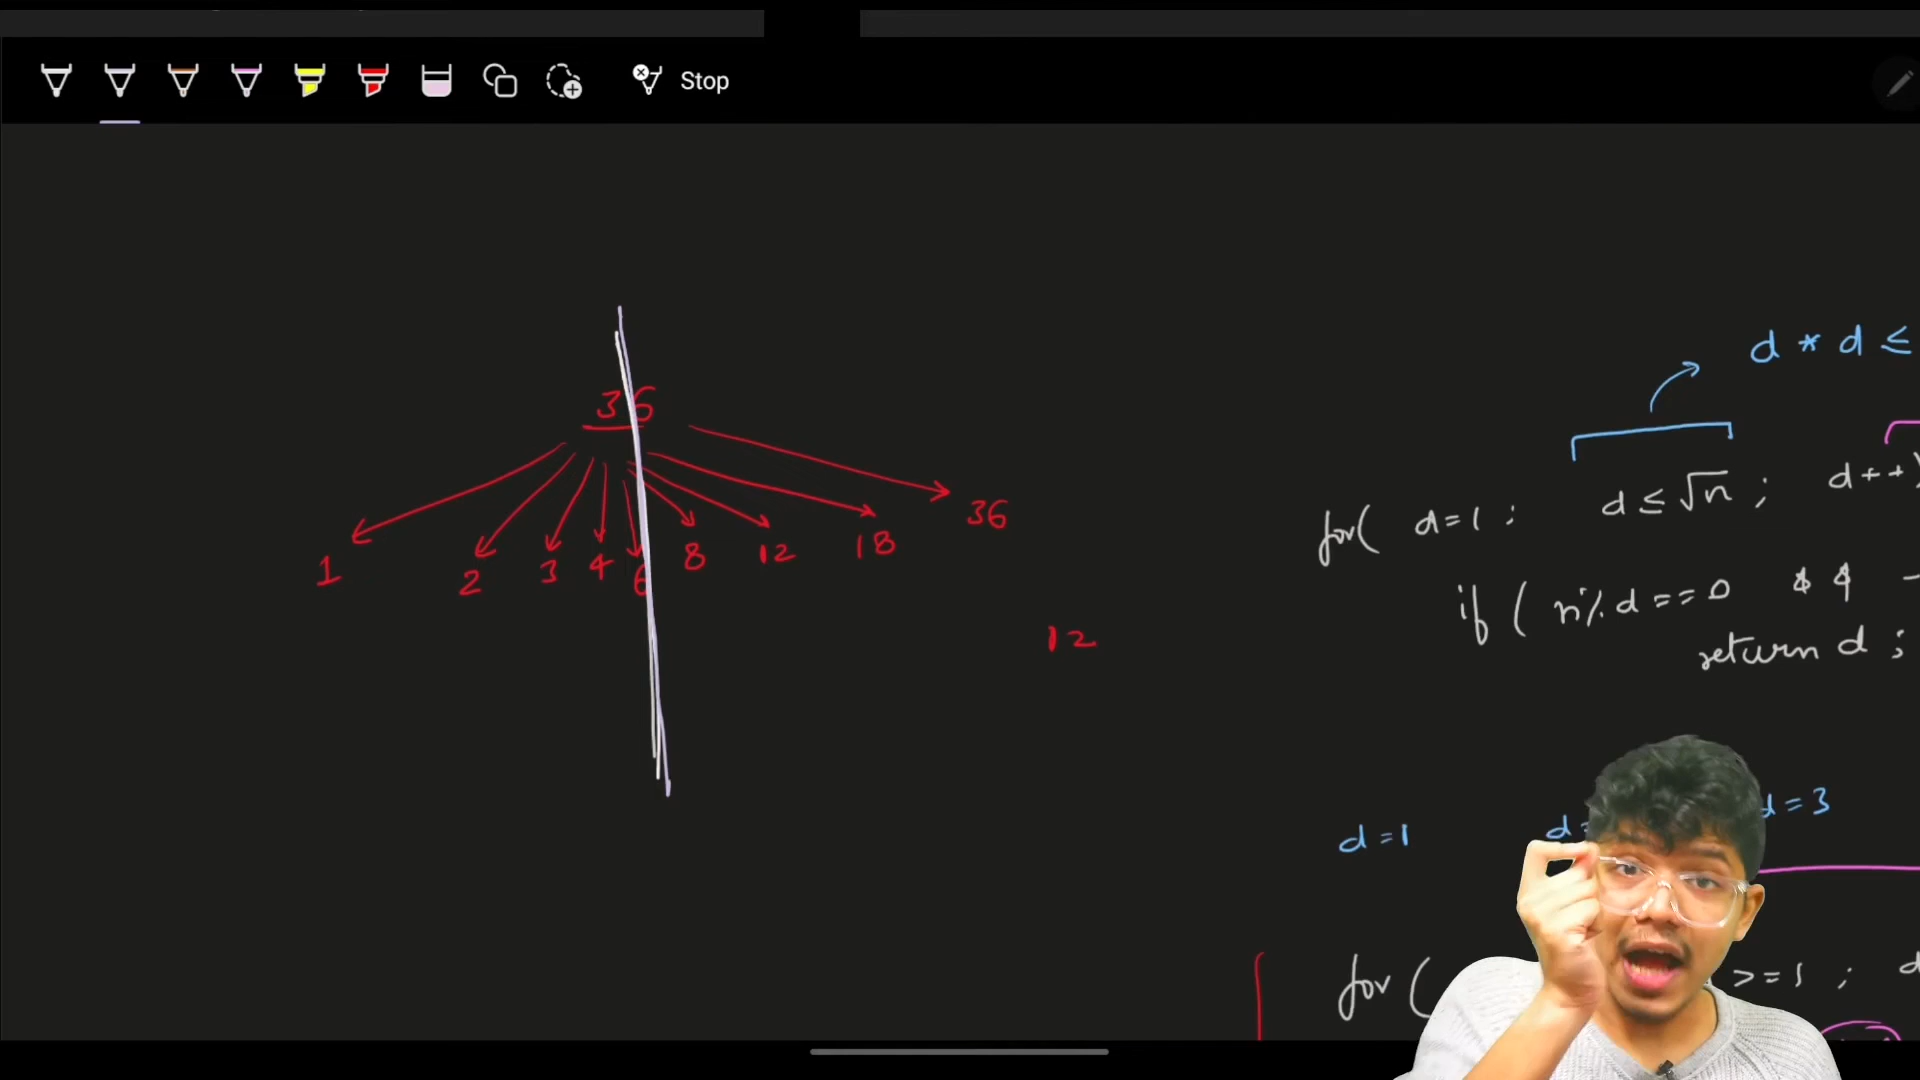 Stop
36
1 2 3 4 6 8 12 18 36
12
d * d ≤
for( d=1 ; d ≤ √n ; d++)
if ( n%d==0 &&
return d ;
d=1 d= d=3
for( >=1 ; d